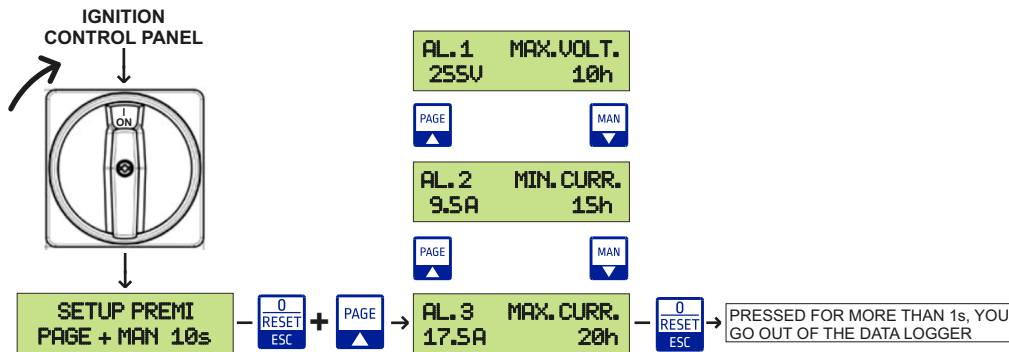 IGNITION
CONTROL PANEL
I
ON
AL.1 MAX.VOLT.
255V 10h
PAGE
MAN
AL.2 MIN.CURR.
9.5A 15h
PAGE
MAN
SETUP PREMI
PAGE + MAN 10s
0
RESET
ESC
+
PAGE
AL.3 MAX.CURR.
17.5A 20h
0
RESET
ESC
PRESSED FOR MORE THAN 1s, YOU
GO OUT OF THE DATA LOGGER